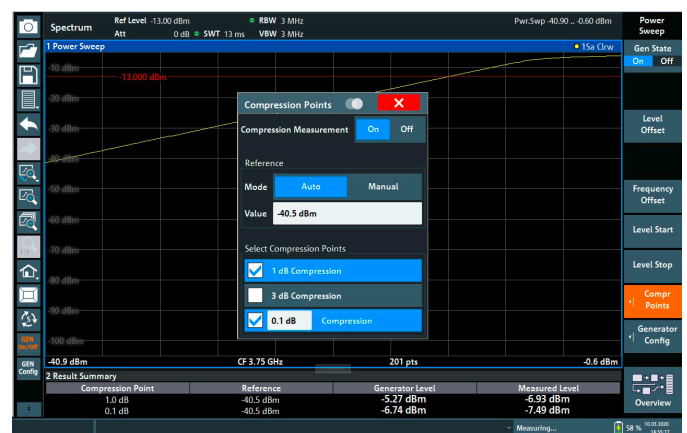 Spectrum
Ref Level -13.00 dBm
RBW 3 MHz
Pwr.Swp -40.90 .. -0.60 dBm
Att 0 dB SWT 13 ms VBW 3 MHz
Power Sweep
1 Power Sweep
1Sa Clrw
Gen State
On Off
-10 dBm
-13.000 dBm
-20 dBm
-30 dBm
-40 dBm
-50 dBm
-60 dBm
-70 dBm
-80 dBm
-90 dBm
-100 dBm
Compression Points
Compression Measurement On Off
Reference
Mode Auto Manual
Value -40.5 dBm
Select Compression Points
1 dB Compression
3 dB Compression
0.1 dB Compression
Level Offset
Frequency Offset
Level Start
Level Stop
Compr Points
Generator Config
Overview
GEN On/Off
GEN Config
-40.9 dBm CF 3.75 GHz 201 pts -0.6 dBm
2 Result Summary
Compression Point Reference Generator Level Measured Level
1.0 dB -40.5 dBm -5.27 dBm -6.93 dBm
0.1 dB -40.5 dBm -6.74 dBm -7.49 dBm
Measuring...
58 %
10.03.2020